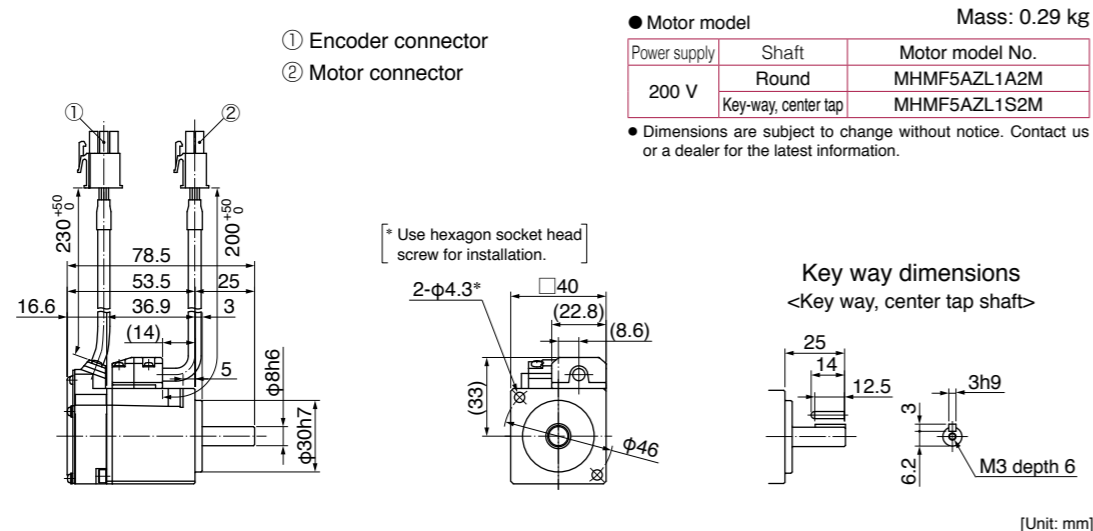 ① Encoder connector
② Motor connector
● Motor model
Mass: 0.29 kg
Power supply Shaft Motor model No.
200 V
Round MHMF5AZL1A2M
Key-way, center tap MHMF5AZL1S2M
● Dimensions are subject to change without notice. Contact us
or a dealer for the latest information.
① ②
230 +50 0
200 +50 0
78.5
53.5 25
16.6 36.9 3
(14)
5
ϕ8h6
ϕ30h7
[* Use hexagon socket head
screw for installation.]
2-ϕ4.3*
□40
(22.8)
(8.6)
(33)
ϕ46
Key way dimensions
<Key way, center tap shaft>
25
14
12.5
3h9
3
6.2
M3 depth 6
[Unit: mm]